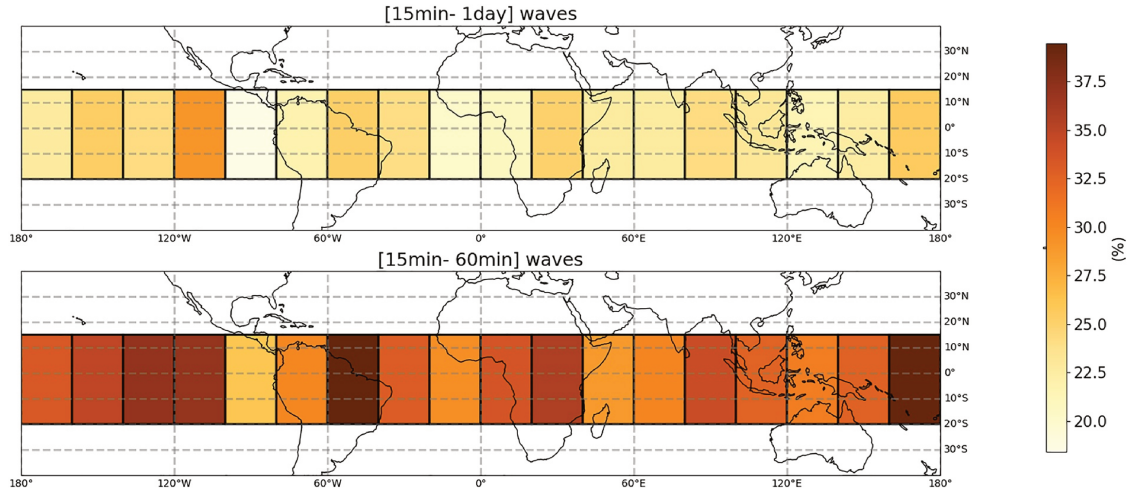 [15min- 1day] waves
30°N
20°N
10°N
0°
10°S
20°S
30°S
180° 120°W 60°W 0° 60°E 120°E 180°
[15min- 60min] waves
30°N
20°N
10°N
0°
10°S
20°S
30°S
180° 120°W 60°W 0° 60°E 120°E 180°
37.5
35.0
32.5
30.0
27.5
25.0
22.5
20.0
(%)